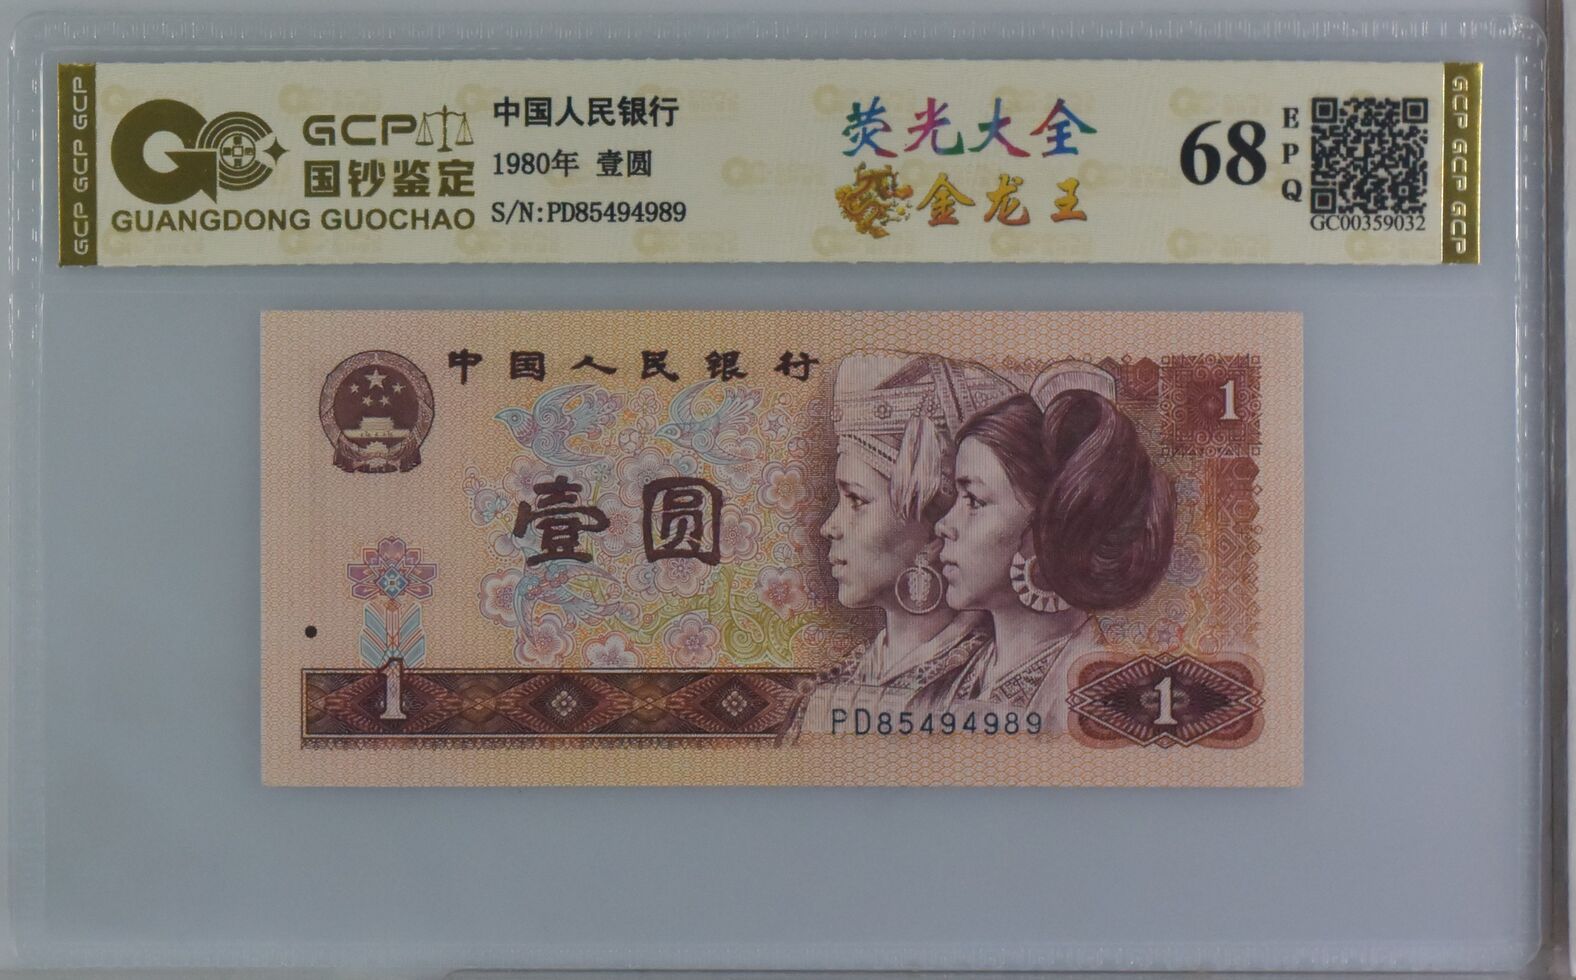 GCP GCP GCP
GCP
国钞鉴定
GUANGDONG GUOCHAO
中国人民银行
1980年 壹圆
S/N:PD85494989
荧光大全
金龙王
68
EPQ
GC00359032
GCP GCP GCP
中国人民银行
1
壹圆
1
PD85494989
1